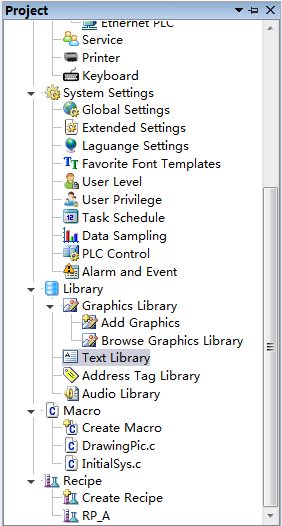 Project
Ethernet PLC
Service
Printer
Keyboard
System Settings
Global Settings
Extended Settings
Laguange Settings
Favorite Font Templates
User Level
User Privilege
Task Schedule
Data Sampling
PLC Control
Alarm and Event
Library
Graphics Library
Add Graphics
Browse Graphics Library
Text Library
Address Tag Library
Audio Library
Macro
Create Macro
DrawingPic.c
InitialSys.c
Recipe
Create Recipe
RP_A